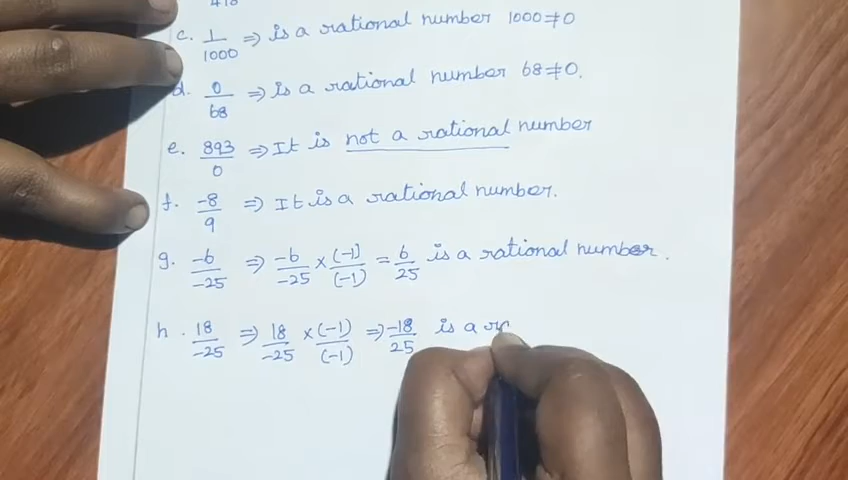 418
c. 1/1000 ⇒ is a rational number 1000≠0
d. 0/68 ⇒ is a rational number 68≠0.
e. 893/0 ⇒ It is not a rational number
f. -8/9 ⇒ It is a rational number.
g. -6/-25 ⇒ -6/-25 × (-1)/(-1) = 6/25 is a rational number.
h. 18/-25 ⇒ 18/-25 × (-1)/(-1) ⇒ -18/25 is a